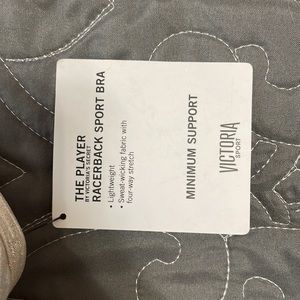 THE PLAYER
BY VICTORIA'S SECRET
RACERBACK SPORT BRA
• Lightweight
• Sweat-wicking fabric with
four-way stretch
MINIMUM SUPPORT
VICTORIA
SPORT